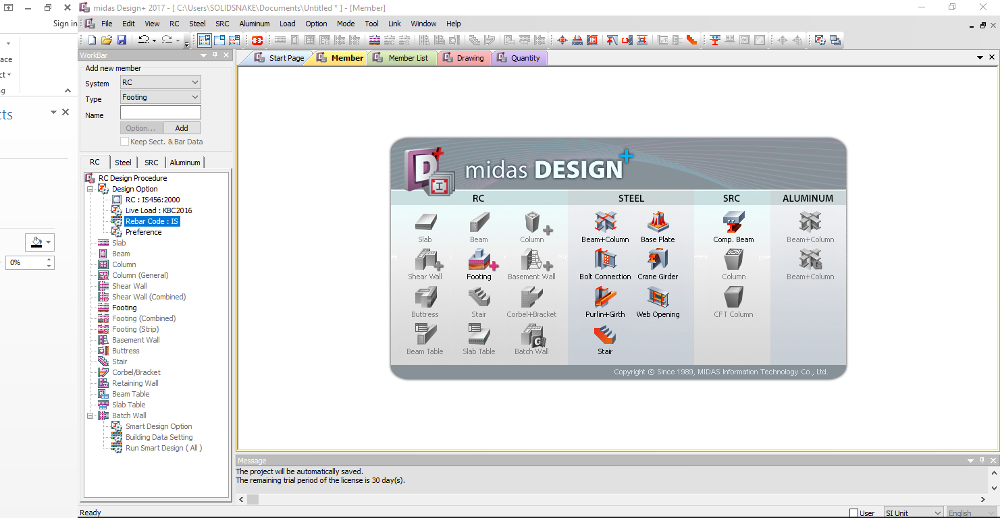 midas Design+ 2017 - [ C:\Users\SOLIDSNAKE\Documents\Untitled * ] - [Member]
Sign in
File Edit View RC Steel SRC Aluminum Load Option Mode Tool Link Window Help
WorkBar
Start Page Member Member List Drawing Quantity
Add new member
System RC
Type Footing
Name
Option... Add
Keep Sect. & Bar Data
RC Steel SRC Aluminum
RC Design Procedure
Design Option
RC : IS456:2000
Live Load : KBC2016
Rebar Code : IS
Preference
Slab
Beam
Column
Column (General)
Shear Wall
Shear Wall (Combined)
Footing
Footing (Combined)
Footing (Strip)
Basement Wall
Buttress
Stair
Corbel/Bracket
Retaining Wall
Beam Table
Slab Table
Batch Wall
Smart Design Option
Building Data Setting
Run Smart Design ( All )
ace
ct
g
cts
0%
midas DESIGN+
RC STEEL SRC ALUMINUM
Slab Beam Column Beam+Column Base Plate Comp. Beam Beam+Column
Shear Wall Footing Basement Wall Bolt Connection Crane Girder Column Beam+Column
Buttress Stair Corbel+Bracket Purlin+Girth Web Opening CFT Column
Beam Table Slab Table Batch Wall Stair
Copyright ⓒ Since 1989, MIDAS Information Technology Co., Ltd.
Message
The project will be automatically saved.
The remaining trial period of the license is 30 day(s).
Ready
User SI Unit English